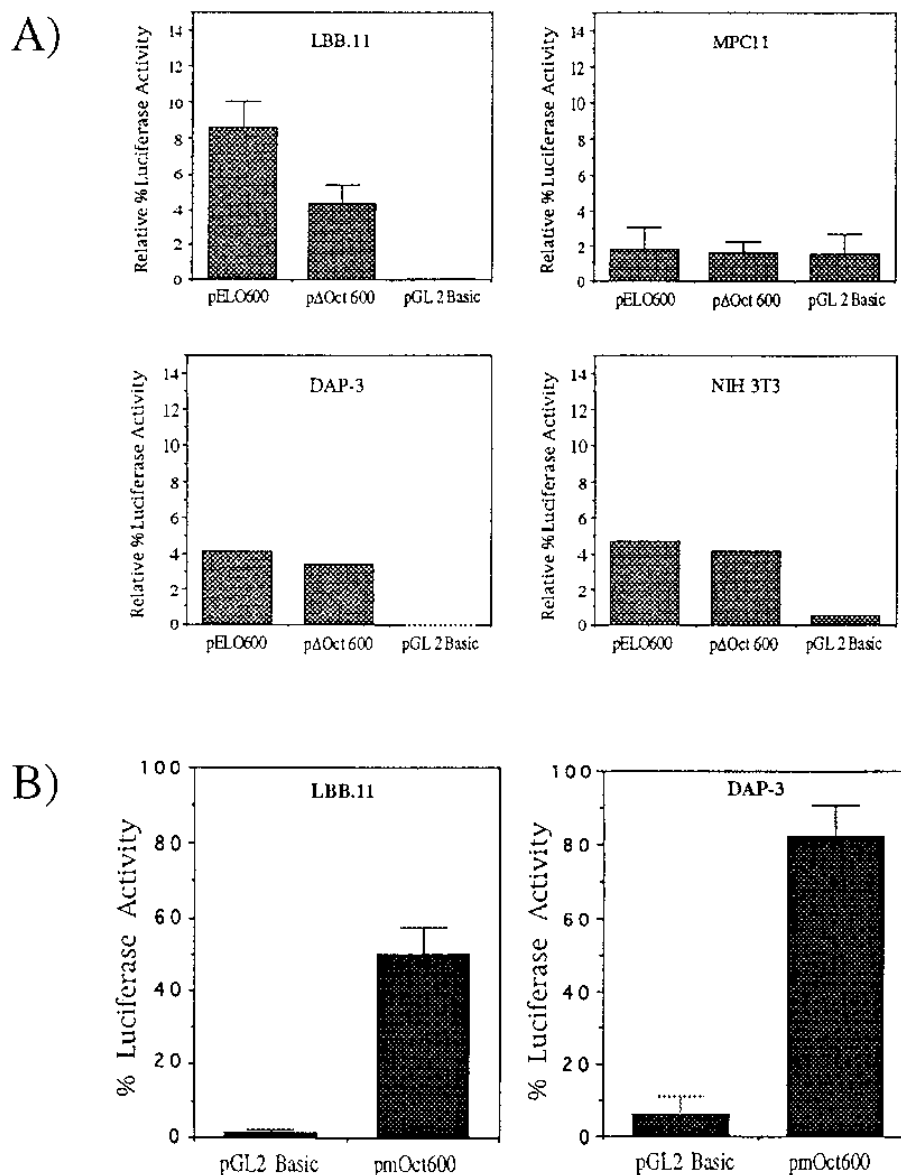 A)
LBB.11
Relative % Luciferase Activity
14
12
10
8
6
4
2
0
pELO600
pΔOct 600
pGL 2 Basic
MPC11
Relative % Luciferase Activity
14
12
10
8
6
4
2
0
pELO600
pΔOct 600
pGL 2 Basic
DAP-3
Relative % Luciferase Activity
14
12
10
8
6
4
2
0
pELO600
pΔOct 600
pGL 2 Basic
NIH 3T3
Relative % Luciferase Activity
14
12
10
8
6
4
2
0
pELO600
pΔOct 600
pGL 2 Basic
B)
LBB.11
% Luciferase Activity
100
80
60
40
20
0
pGL2 Basic
pmOct600
DAP-3
% Luciferase Activity
100
80
60
40
20
0
pGL2 Basic
pmOct600